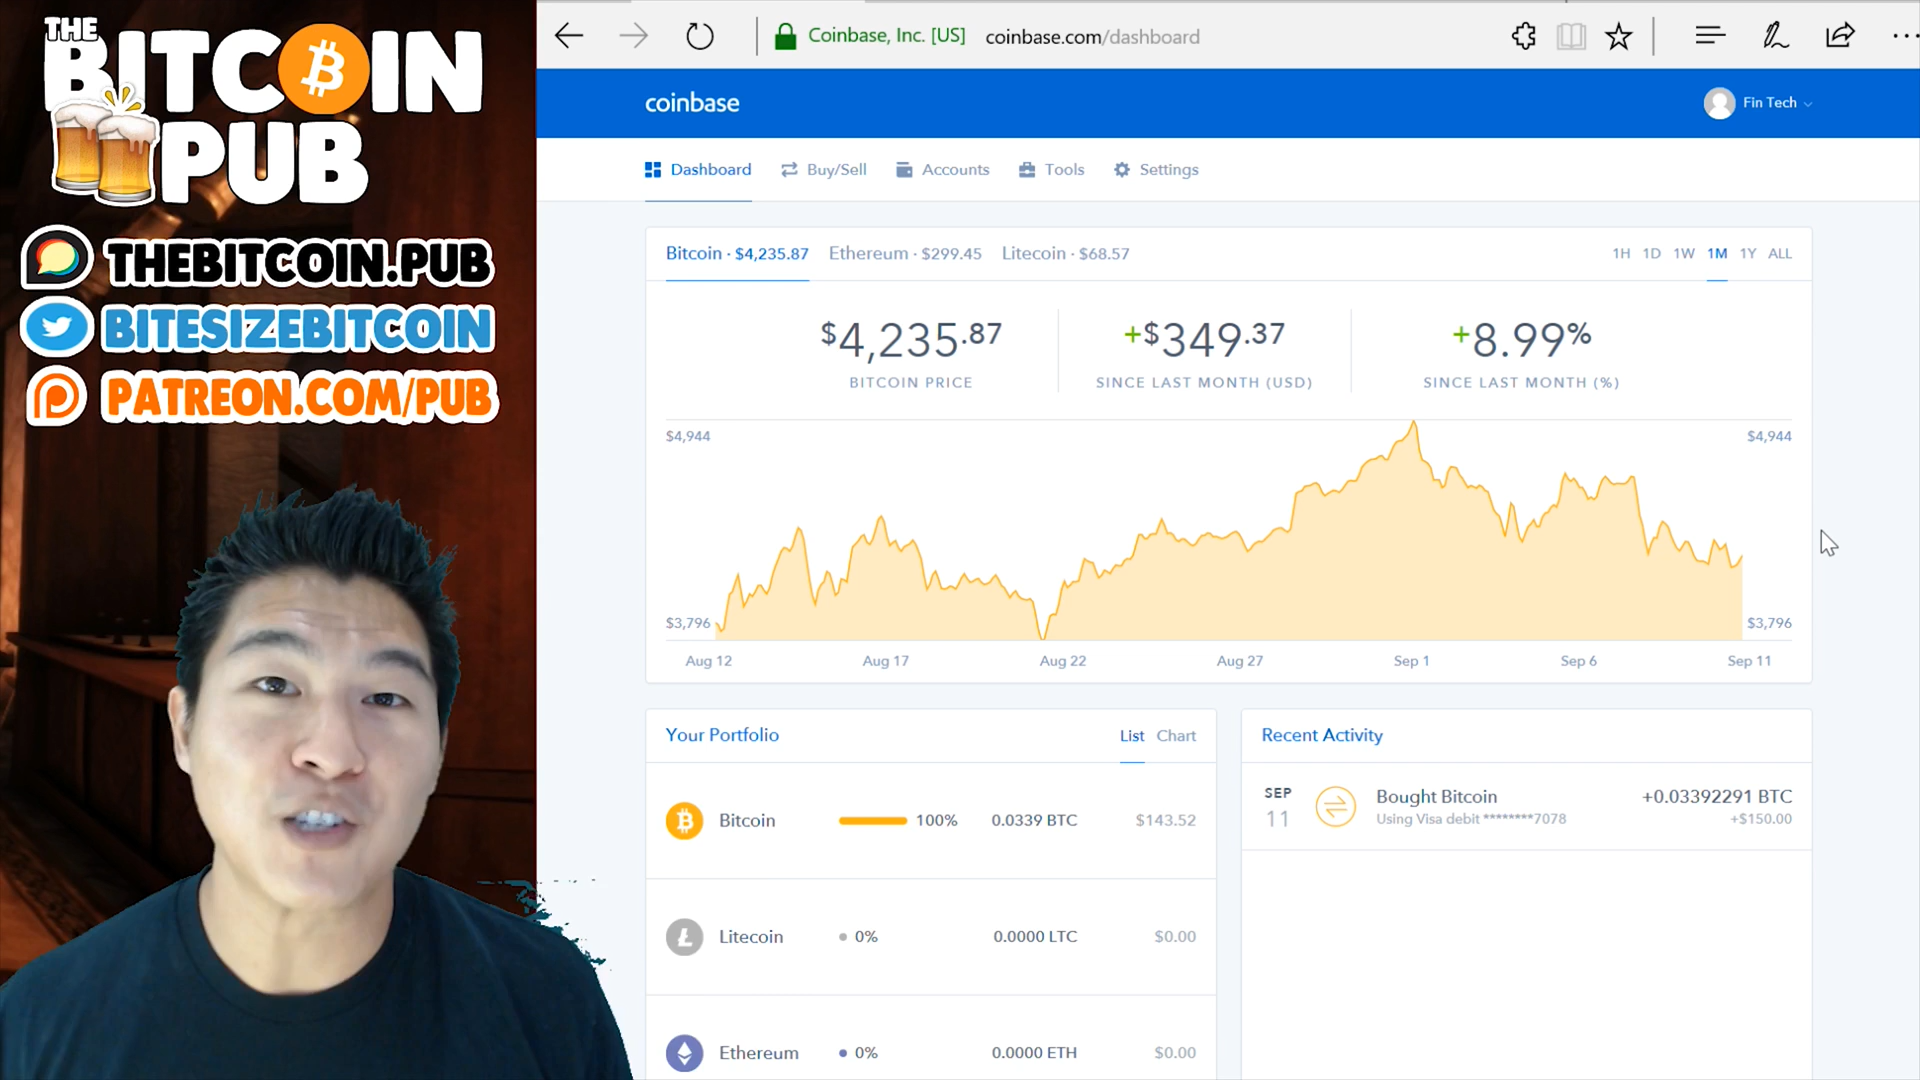 THE
BITCOIN
PUB
THEBITCOIN.PUB
BITESIZEBITCOIN
PATREON.COM/PUB
Coinbase, Inc. [US] coinbase.com/dashboard
coinbase
Fin Tech
Dashboard Buy/Sell Accounts Tools Settings
Bitcoin · $4,235.87 Ethereum · $299.45 Litecoin · $68.57 1H 1D 1W 1M 1Y ALL
$4,235.87 +$349.37 +8.99%
BITCOIN PRICE SINCE LAST MONTH (USD) SINCE LAST MONTH (%)
$4,944 $4,944
$3,796 $3,796
Aug 12 Aug 17 Aug 22 Aug 27 Sep 1 Sep 6 Sep 11
Your Portfolio List Chart
Bitcoin 100% 0.0339 BTC $143.52
Litecoin 0% 0.0000 LTC $0.00
Ethereum 0% 0.0000 ETH $0.00
Recent Activity
SEP
11
Bought Bitcoin +0.03392291 BTC
Using Visa debit ********7078 +$150.00